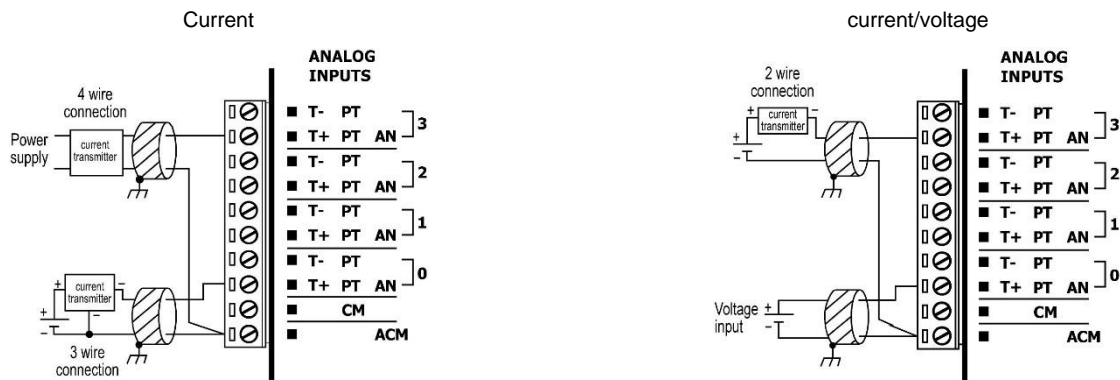 Current
ANALOG
INPUTS
4 wire
connection
Power
supply
current
transmitter
T- PT
T+ PT AN
3
T- PT
T+ PT AN
2
T- PT
T+ PT AN
1
T- PT
T+ PT AN
0
CM
ACM
+
-
current
transmitter
-
+
-
3 wire
connection
current/voltage
ANALOG
INPUTS
2 wire
connection
+
-
current
transmitter
+
-
T- PT
T+ PT AN
3
T- PT
T+ PT AN
2
T- PT
T+ PT AN
1
T- PT
T+ PT AN
0
CM
ACM
Voltage
input
+
-